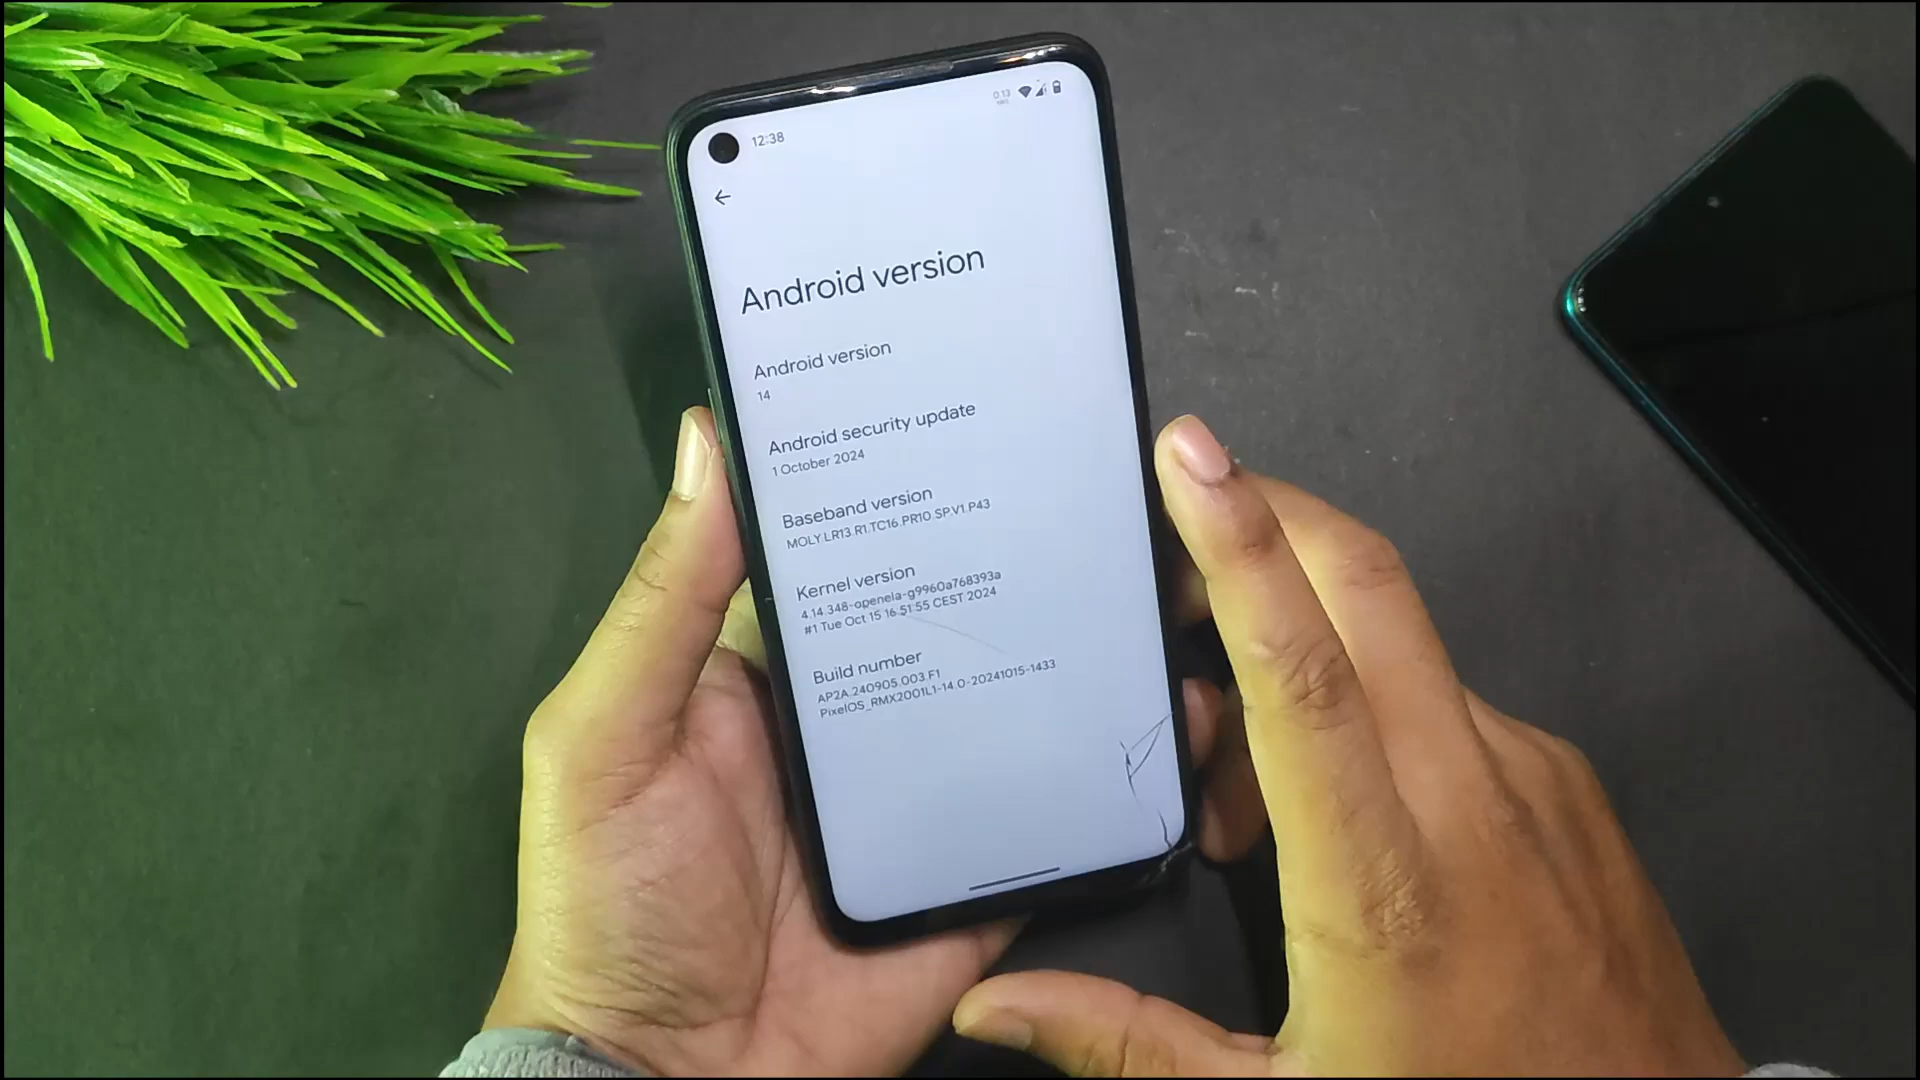 12:38
0.13
Android version
Android version
14
Android security update
1 October 2024
Baseband version
MOLY.LR13.R1.TC16.PR10.SP.V1.P43
Kernel version
4.14.348-openela-g9960a768393a
#1 Tue Oct 15 16:51:55 CEST 2024
Build number
AP2A.240905.003.F1
PixelOS_RMX2001L1-14.0-20241015-1433